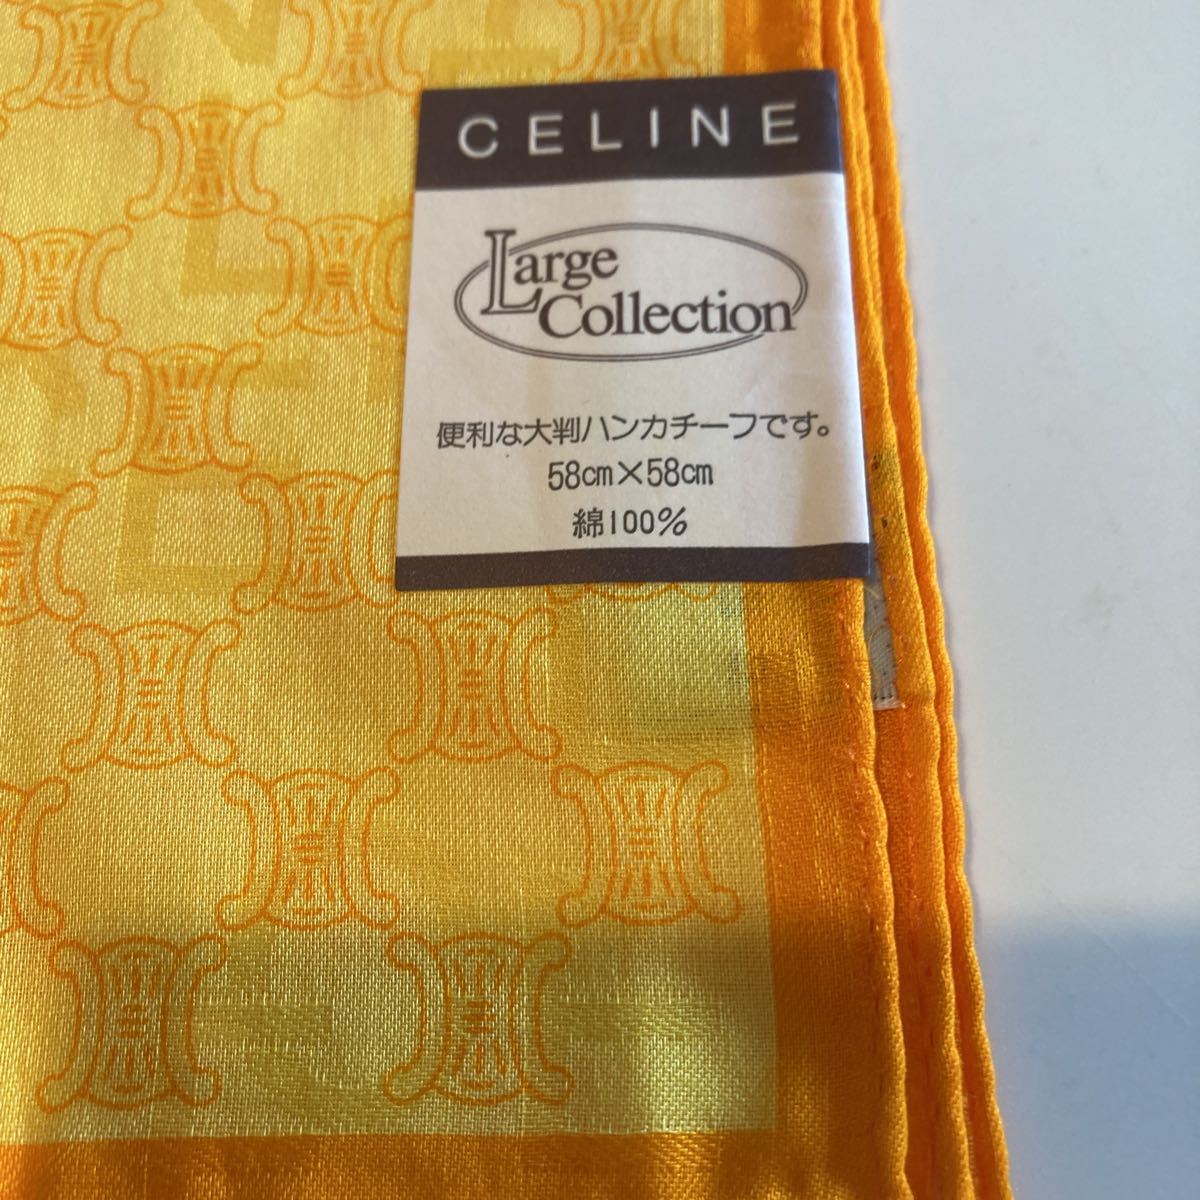 CELINE
Large
Collection
便利な大判ハンカチーフです。
58cm×58cm
綿100%